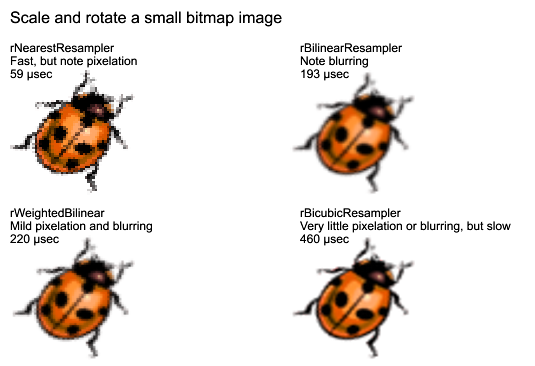 Scale and rotate a small bitmap image
rNearestResampler
Fast, but note pixelation
59 µsec
rBilinearResampler
Note blurring
193 µsec
rWeightedBilinear
Mild pixelation and blurring
220 µsec
rBicubicResampler
Very little pixelation or blurring, but slow
460 µsec